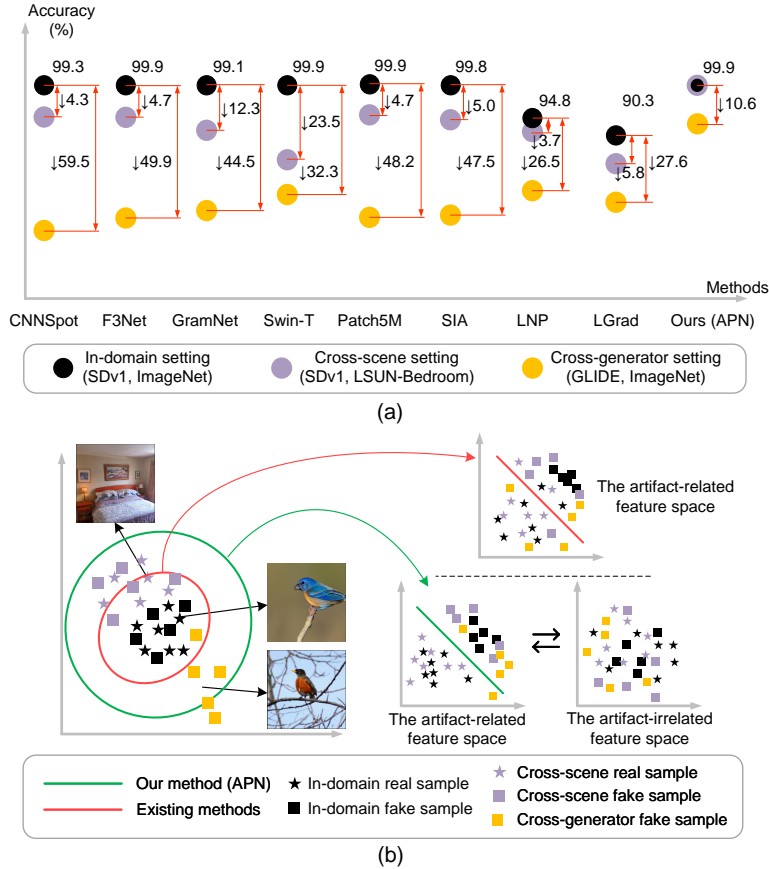 Accuracy
(%)
99.3
99.9
99.1
99.9
99.9
99.8
94.8
90.3
99.9
↓4.3
↓4.7
↓12.3
↓23.5
↓4.7
↓5.0
↓3.7
↓5.8
↓10.6
↓59.5
↓49.9
↓44.5
↓32.3
↓48.2
↓47.5
↓26.5
↓27.6
Methods
CNNSpot
F3Net
GramNet
Swin-T
Patch5M
SIA
LNP
LGrad
Ours (APN)
In-domain setting
(SDv1, ImageNet)
Cross-scene setting
(SDv1, LSUN-Bedroom)
Cross-generator setting
(GLIDE, ImageNet)
(a)
The artifact-related
feature space
The artifact-related
feature space
The artifact-irrelated
feature space
Our method (APN)
Existing methods
In-domain real sample
In-domain fake sample
Cross-scene real sample
Cross-scene fake sample
Cross-generator fake sample
(b)